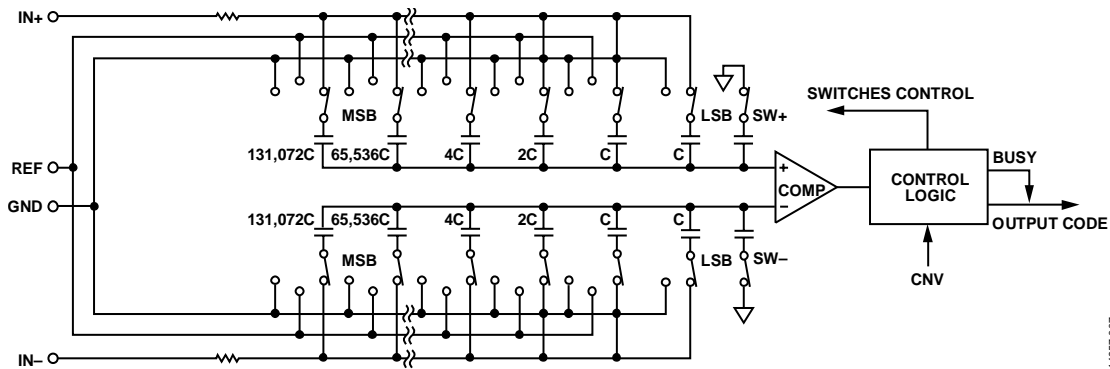 IN+
SWITCHES CONTROL
MSB
LSB
SW+
131,072C
65,536C
4C
2C
C
C
BUSY
REF
+
COMP
−
CONTROL
LOGIC
GND
OUTPUT CODE
131,072C
65,536C
4C
2C
C
C
MSB
LSB
SW−
CNV
IN−